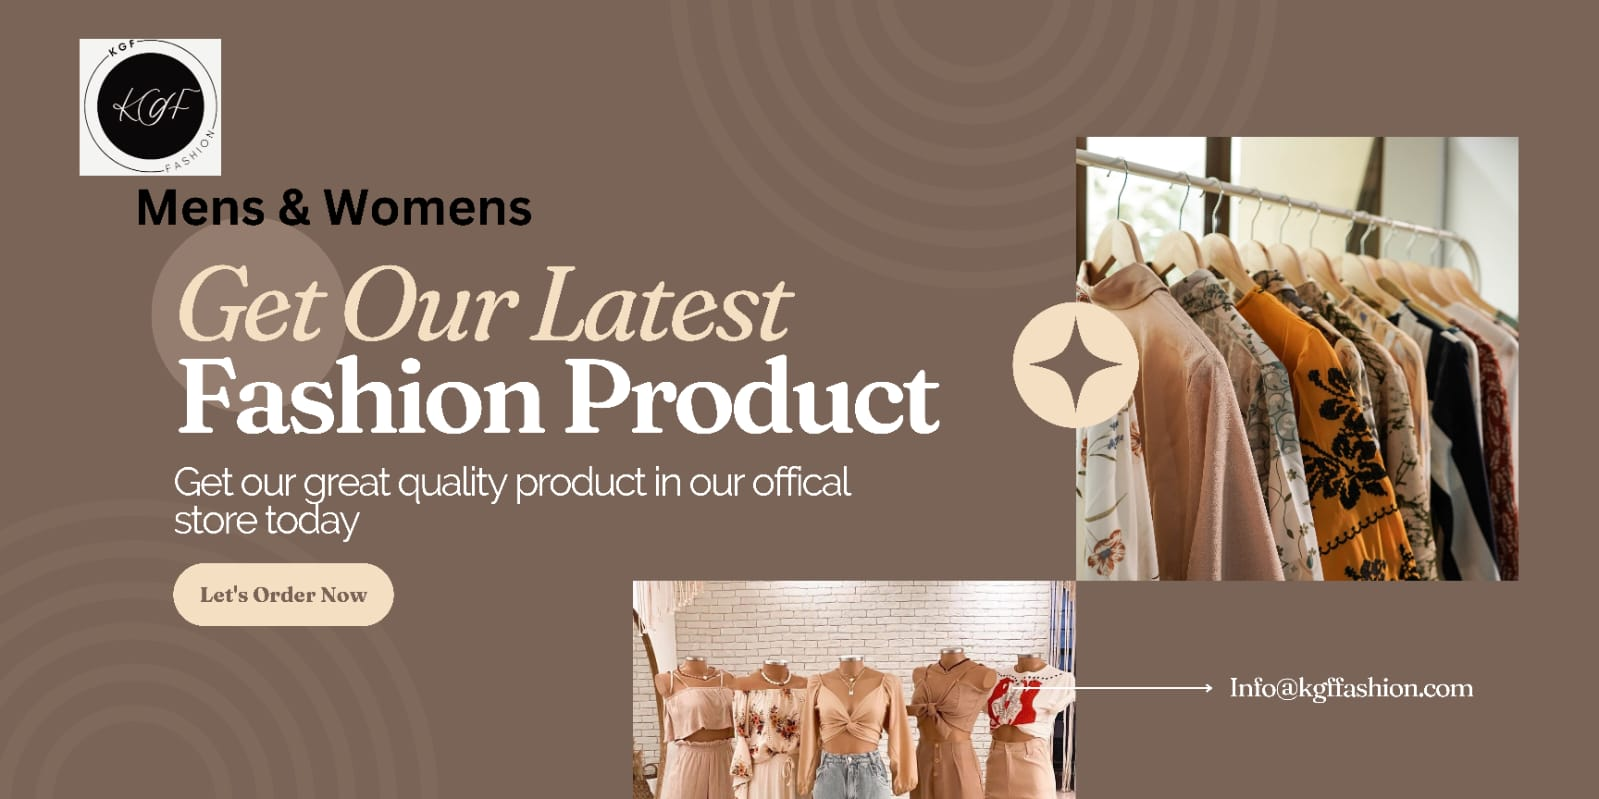 KGF
KGF
FASHION
Mens & Womens
Get Our Latest
Fashion Product
Get our great quality product in our offical
store today
Let's Order Now
Info@kgffashion.com